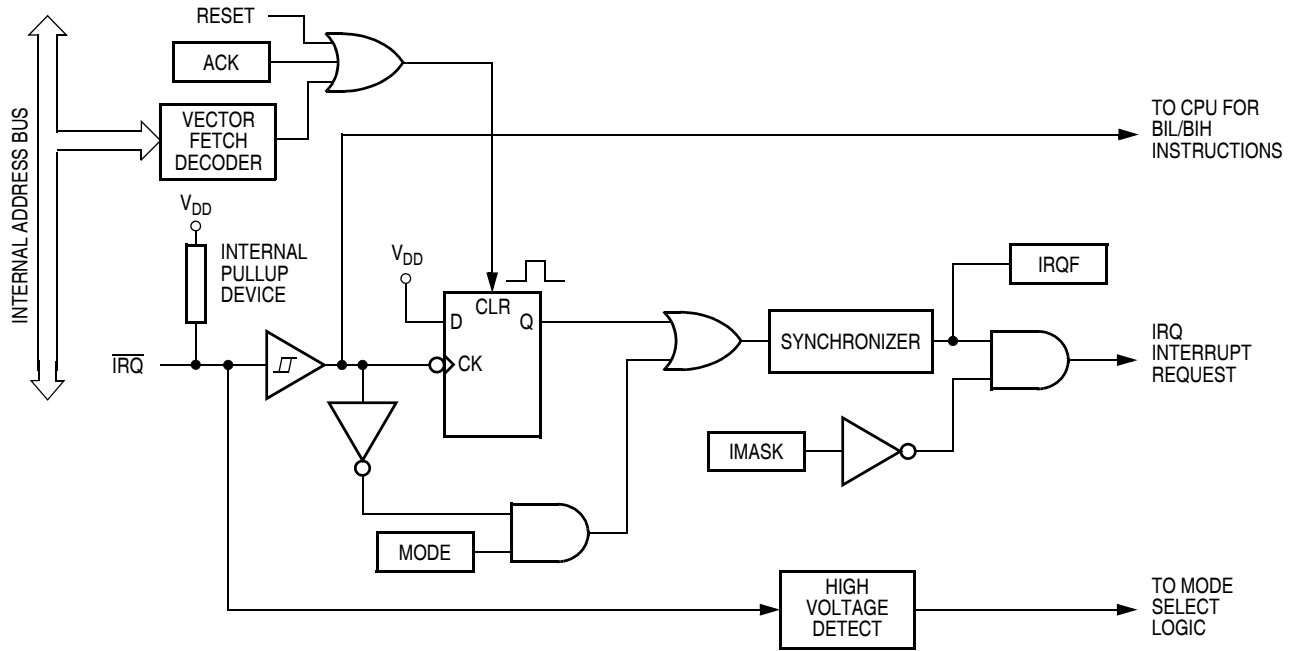 RESET
ACK
VECTOR
FETCH
DECODER
INTERNAL ADDRESS BUS
TO CPU FOR
BIL/BIH
INSTRUCTIONS
VDD
INTERNAL
PULLUP
DEVICE
VDD
CLR
D
Q
CK
IRQF
SYNCHRONIZER
IRQ
INTERRUPT
REQUEST
IRQ
IMASK
MODE
HIGH
VOLTAGE
DETECT
TO MODE
SELECT
LOGIC